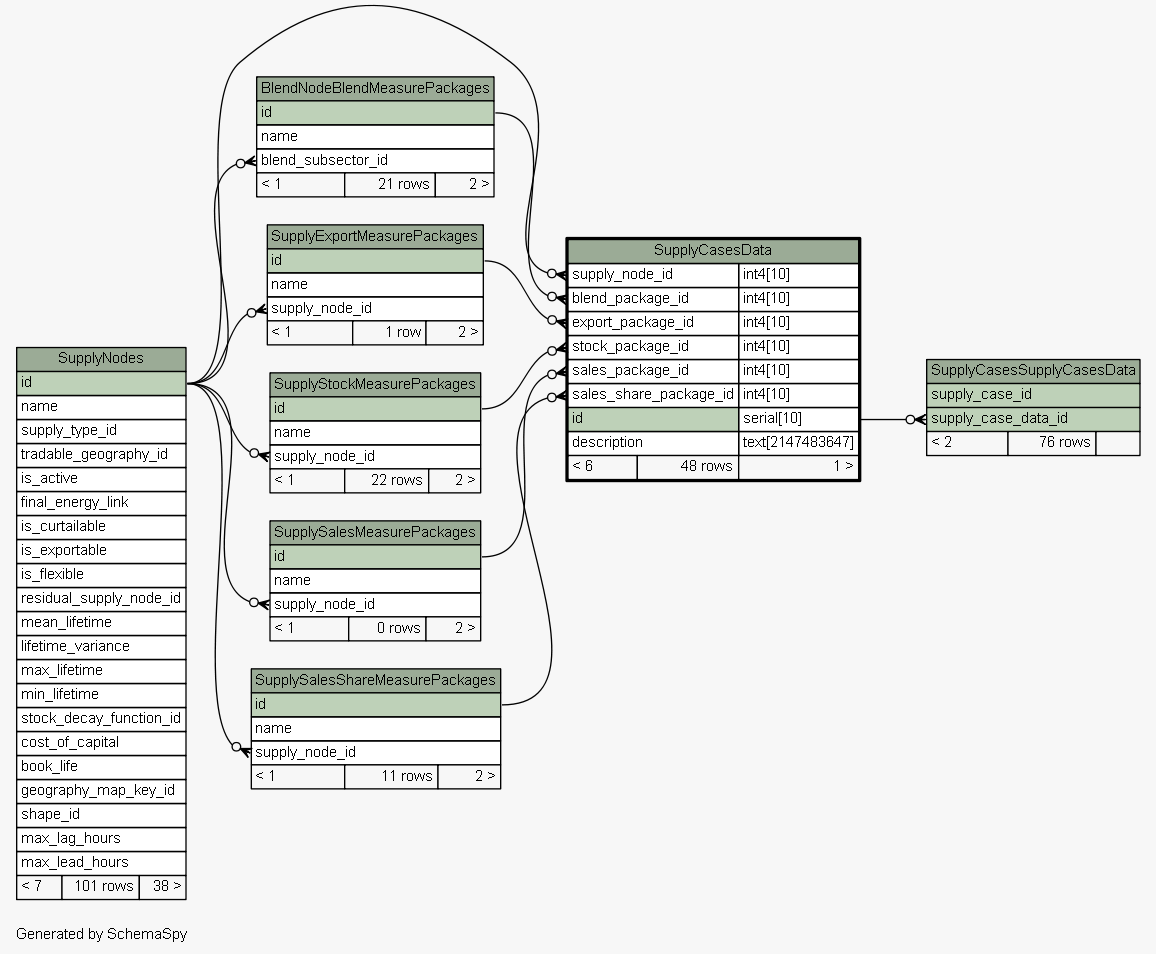 BlendNodeBlendMeasurePackages
id
name
blend_subsector_id
< 1 21 rows 2 >
SupplyExportMeasurePackages
id
name
supply_node_id
< 1 1 row 2 >
SupplyCasesData
supply_node_id int4[10]
blend_package_id int4[10]
export_package_id int4[10]
stock_package_id int4[10]
sales_package_id int4[10]
sales_share_package_id int4[10]
id serial[10]
description text[2147483647]
< 6 48 rows 1 >
SupplyNodes
id
name
supply_type_id
tradable_geography_id
is_active
final_energy_link
is_curtailable
is_exportable
is_flexible
residual_supply_node_id
mean_lifetime
lifetime_variance
max_lifetime
min_lifetime
stock_decay_function_id
cost_of_capital
book_life
geography_map_key_id
shape_id
max_lag_hours
max_lead_hours
< 7 101 rows 38 >
SupplyStockMeasurePackages
id
name
supply_node_id
< 1 22 rows 2 >
SupplyCasesSupplyCasesData
supply_case_id
supply_case_data_id
< 2 76 rows
SupplySalesMeasurePackages
id
name
supply_node_id
< 1 0 rows 2 >
SupplySalesShareMeasurePackages
id
name
supply_node_id
< 1 11 rows 2 >
Generated by SchemaSpy